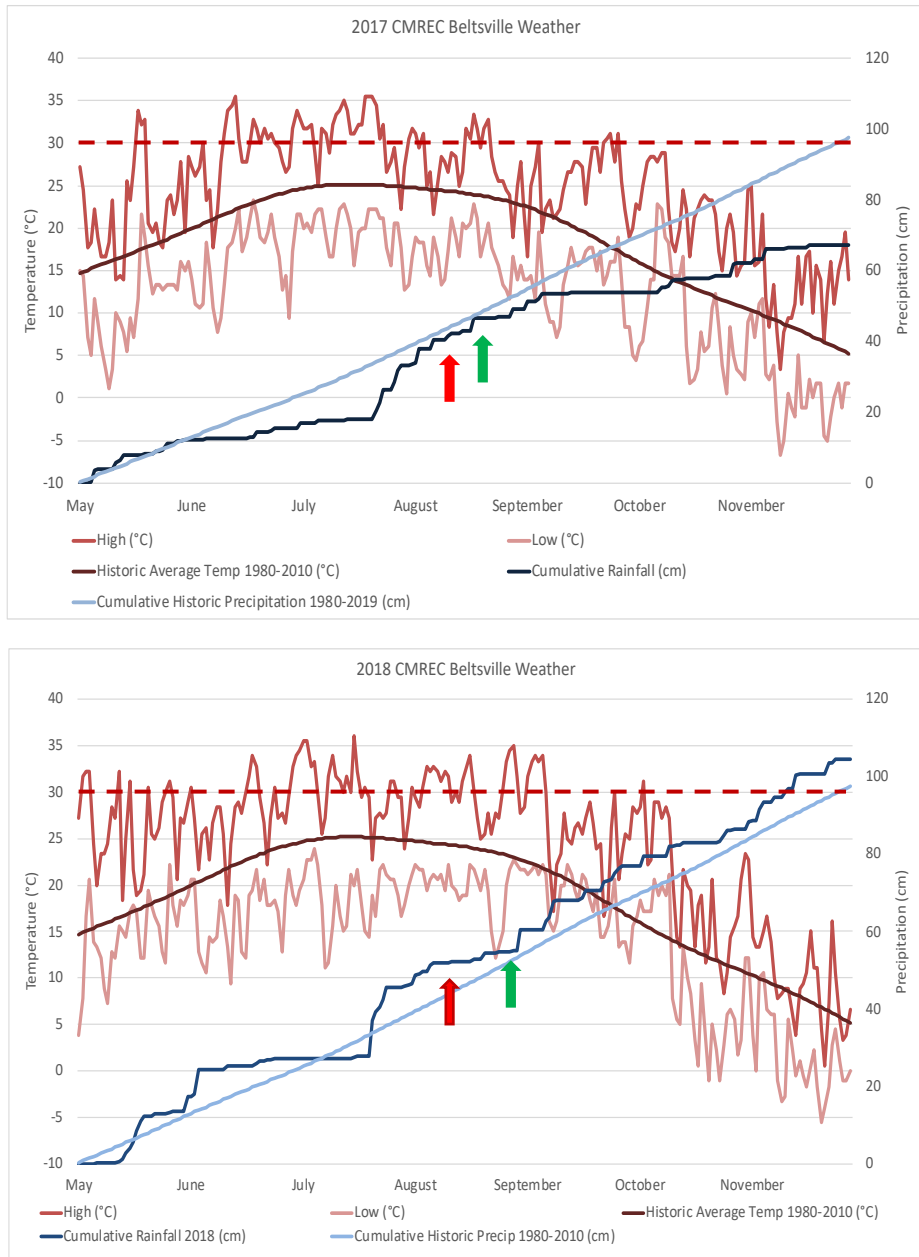 2017 CMREC Beltsville Weather
40
35
30
25
20
15
10
5
0
-5
-10
Temperature (°C)
120
100
80
60
40
20
0
Precipitation (cm)
May June July August September October November
High (°C) Low (°C)
Historic Average Temp 1980-2010 (°C) Cumulative Rainfall (cm)
Cumulative Historic Precipitation 1980-2019 (cm)
2018 CMREC Beltsville Weather
40
35
30
25
20
15
10
5
0
-5
-10
Temperature (°C)
120
100
80
60
40
20
0
Precipitation (cm)
May June July August September October November
High (°C) Low (°C) Historic Average Temp 1980-2010 (°C)
Cumulative Rainfall 2018 (cm) Cumulative Historic Precip 1980-2010 (cm)